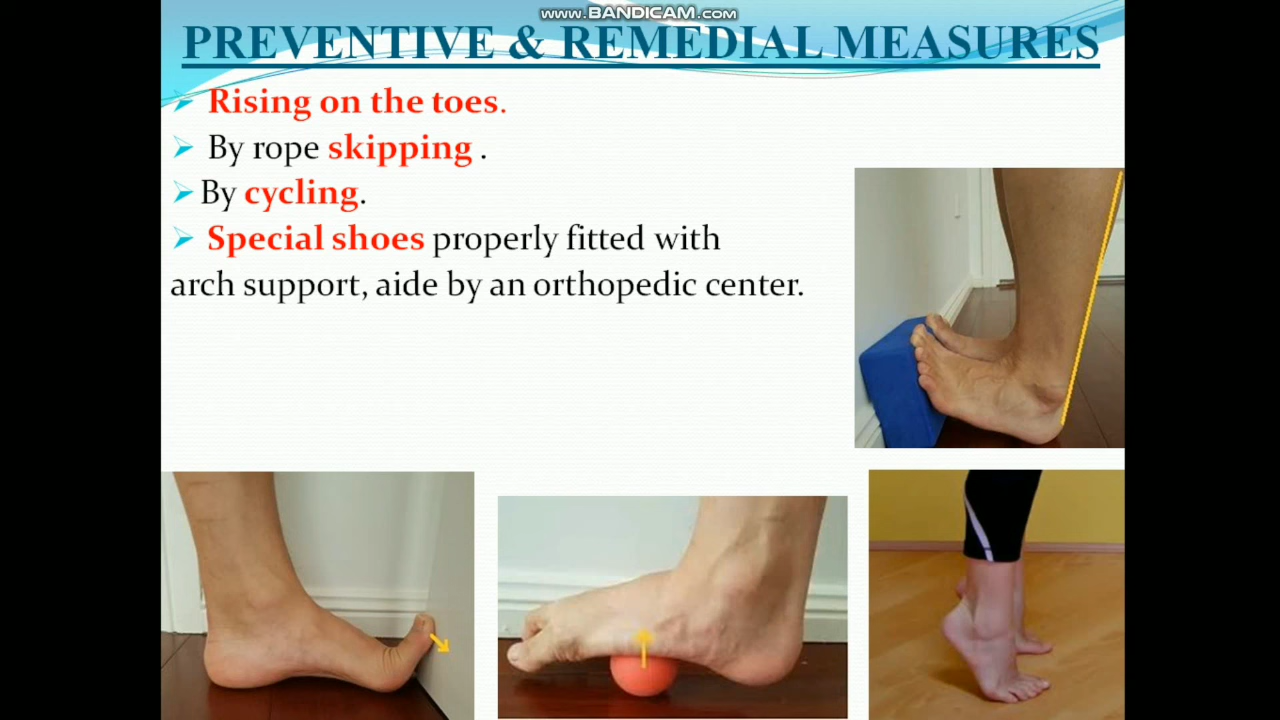 www.BANDICAM.com
PREVENTIVE & REMEDIAL MEASURES
Rising on the toes.
By rope skipping .
By cycling.
Special shoes properly fitted with
arch support, aide by an orthopedic center.